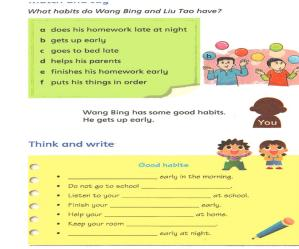 What habits do Wang Bing and Liu Tao have?
a does his homework late at night
b gets up early
c goes to bed late
d helps his parents
e finishes his homework early
f puts his things in order
b
Wang Bing has some good habits.
He gets up early.
You
Think and write
Good habits
• ____________ early in the morning.
• Do not go to school ____________.
• Listen to your ____________ at school.
• Finish your ____________ early.
• Help your ____________ at home.
• Keep your room ____________.
• ____________ early at night.